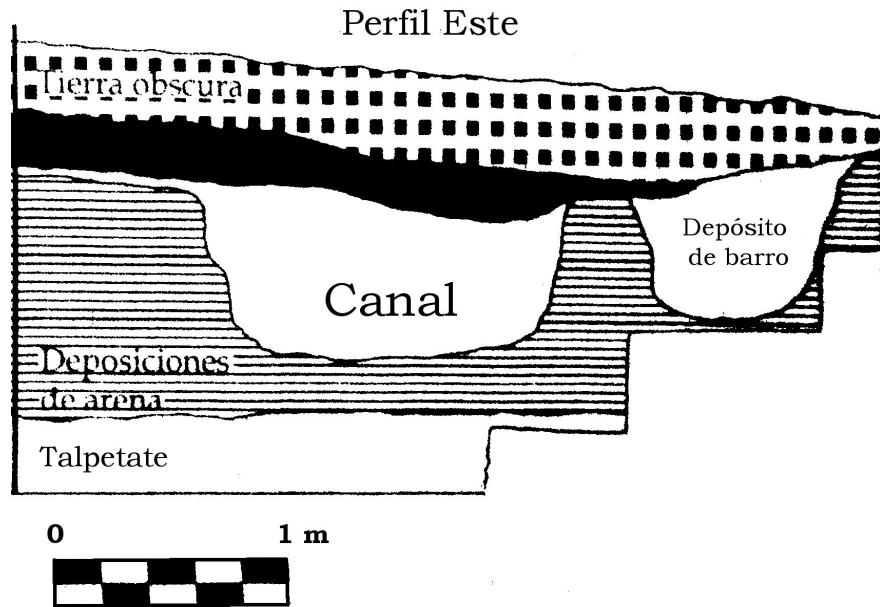 Perfil Este
Tierra obscura
Depósito
de barro
Canal
Deposiciones
de arena
Talpetate
0 1 m